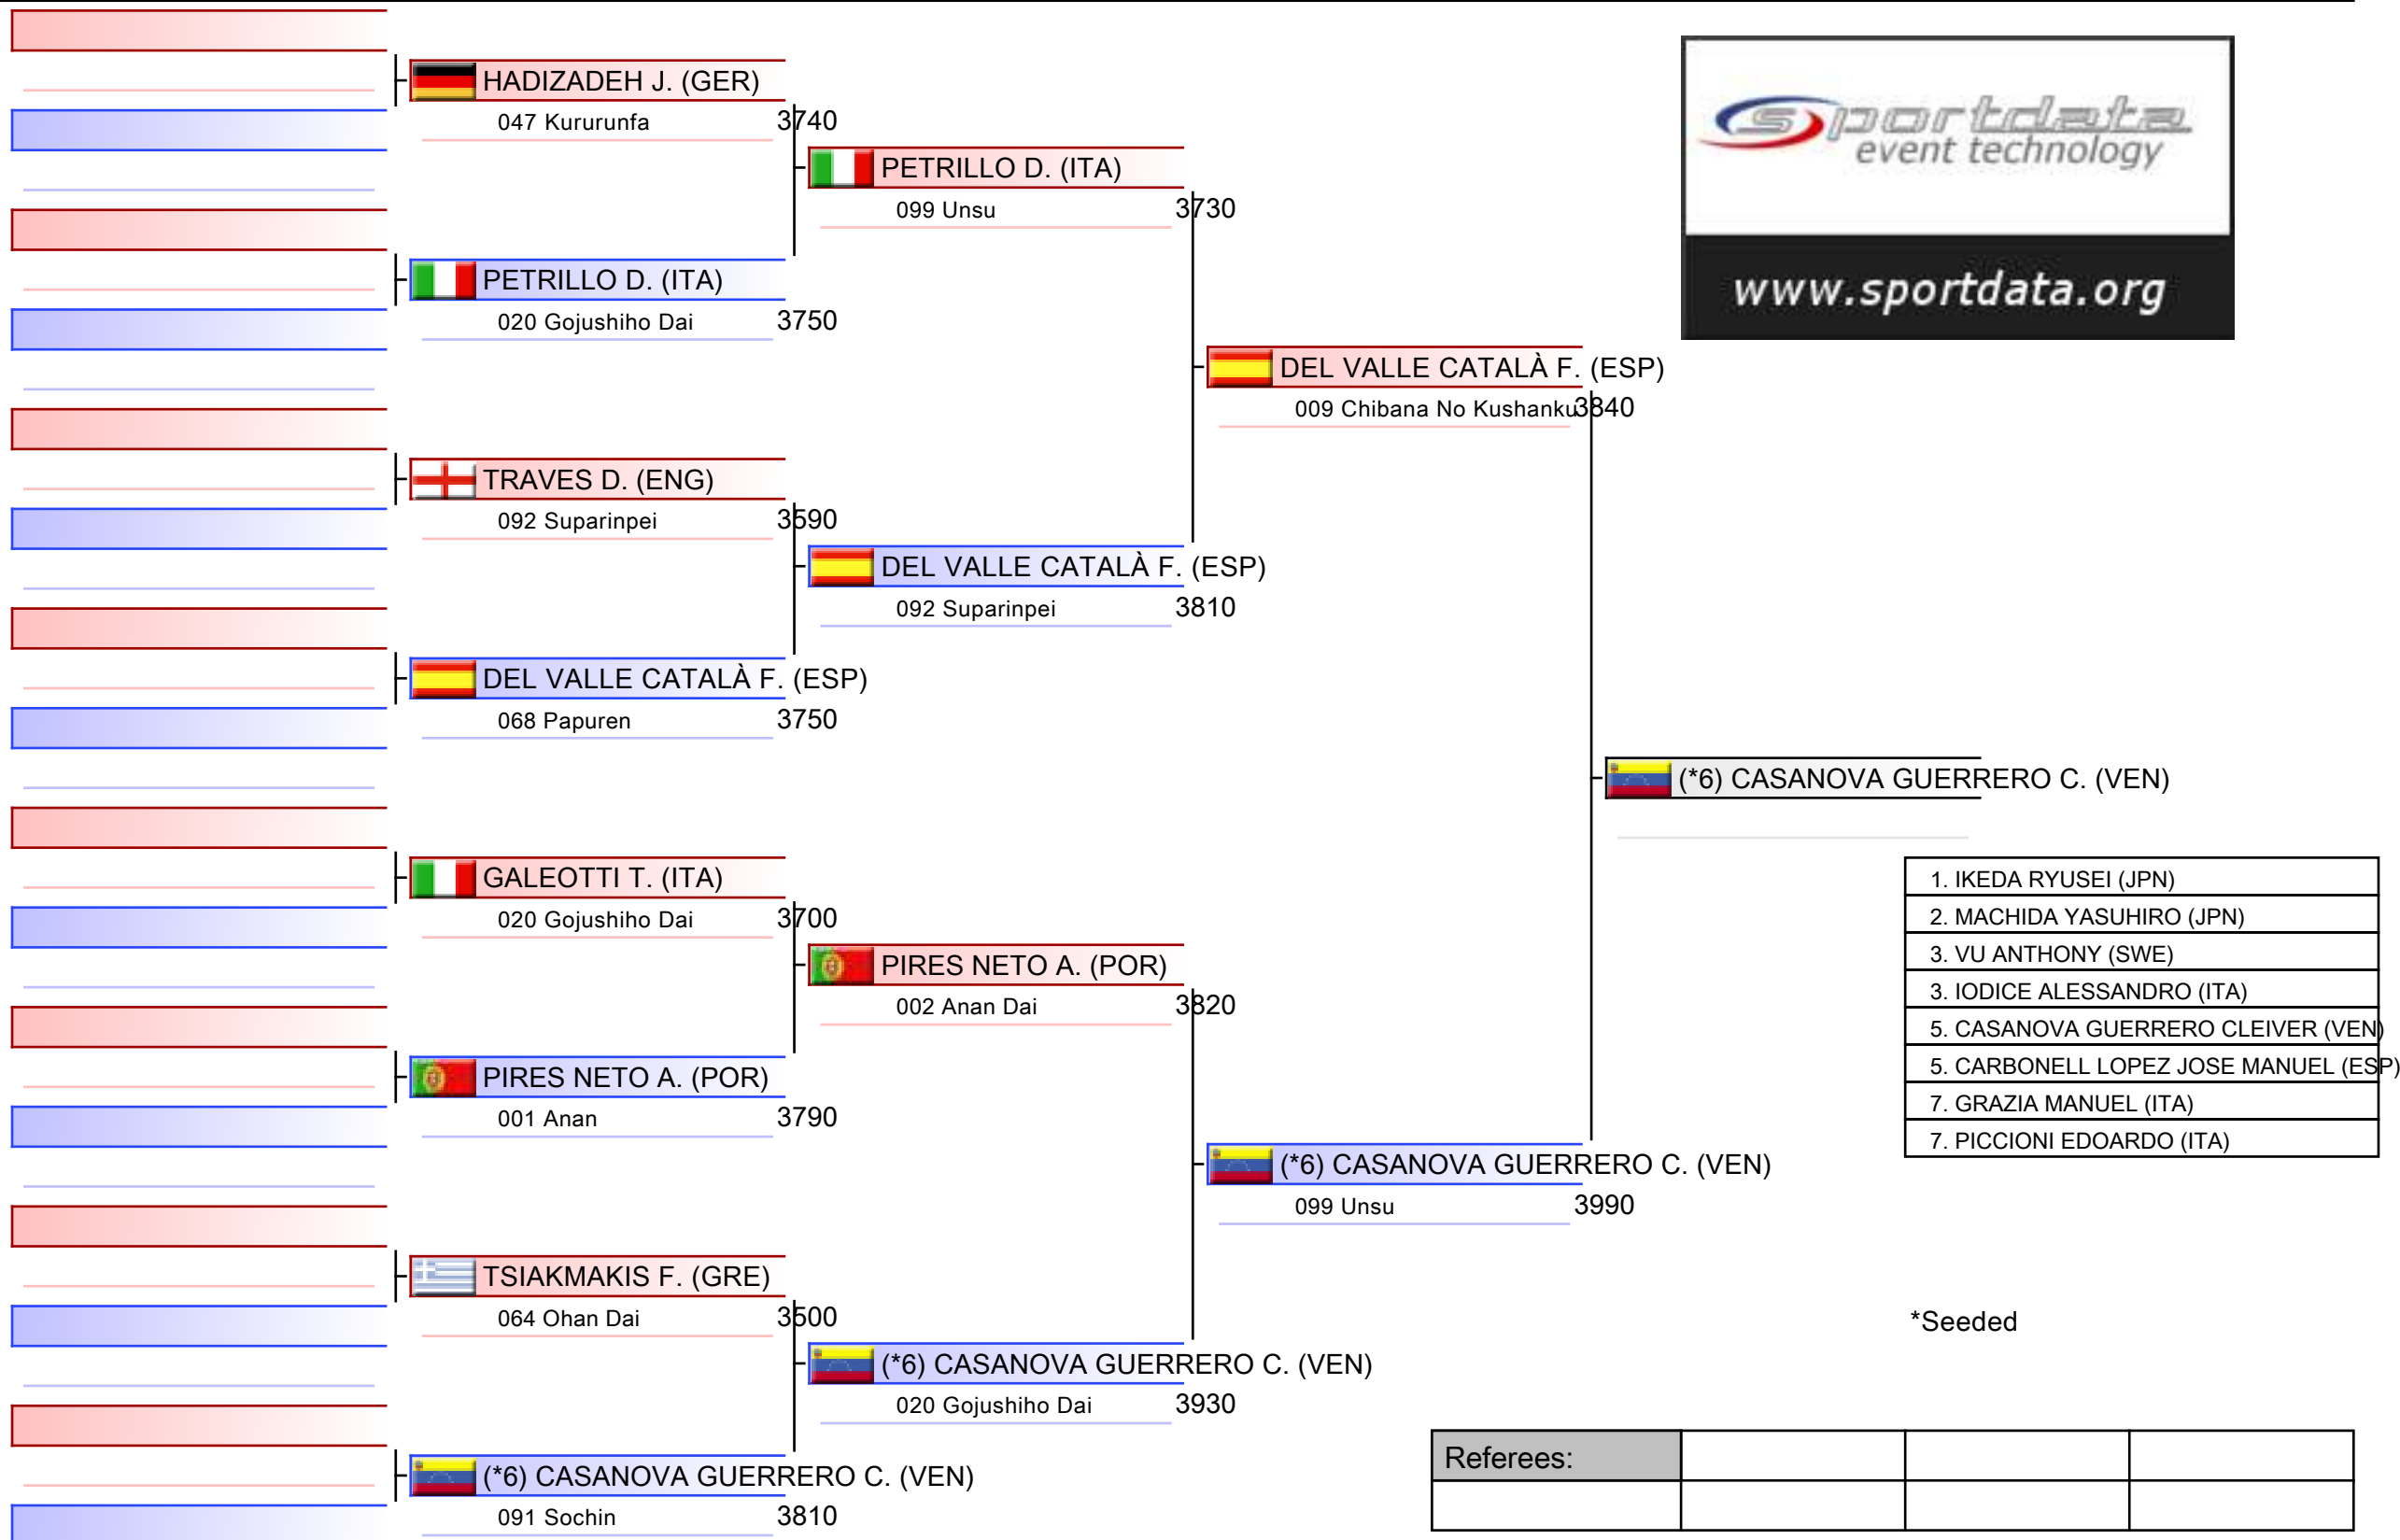 HADIZADEH J. (GER)
047 Kururunfa 3740
PETRILLO D. (ITA)
020 Gojushiho Dai 3750
TRAVES D. (ENG)
092 Suparinpei
DEL VALLE CATALÀ F. (ESP)
068 Papuren 3750
GALEOTTI T. (ITA)
020 Gojushiho Dai 3700
PIRES NETO A. (POR)
001 Anan 3790
TSIAKMAKIS F. (GRE)
064 Ohan Dai
(*6) CASANOVA GUERRERO C. (VEN)
091 Sochin 3810
PETRILLO D. (ITA)
099 Unsu 3730
DEL VALLE CATALÀ F. (ESP)
092 Suparinpei 3810
PIRES NETO A. (POR)
002 Anan Dai 3820
(*6) CASANOVA GUERRERO C. (VEN)
020 Gojushiho Dai 3930
DEL VALLE CATALÀ F. (ESP)
009 Chibana No Kushanku 3840
(*6) CASANOVA GUERRERO C. (VEN)
099 Unsu 3990
(*6) CASANOVA GUERRERO C. (VEN)
sportdata
event technology
www.sportdata.org
1. IKEDA RYUSEI (JPN)
2. MACHIDA YASUHIRO (JPN)
3. VU ANTHONY (SWE)
3. IODICE ALESSANDRO (ITA)
5. CASANOVA GUERRERO CLEIVER (VEN)
5. CARBONELL LOPEZ JOSE MANUEL (ESP)
7. GRAZIA MANUEL (ITA)
7. PICCIONI EDOARDO (ITA)
*Seeded
Referees: